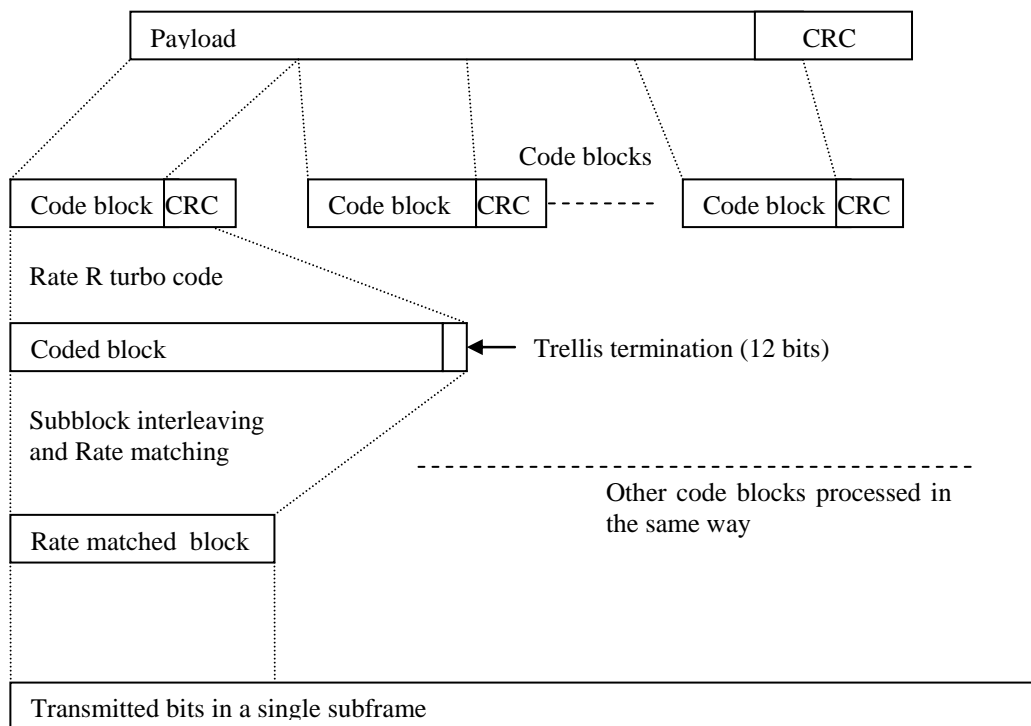 Payload CRC
Code blocks
Code block CRC Code block CRC Code block CRC
Rate R turbo code
Coded block
Trellis termination (12 bits)
Subblock interleaving
and Rate matching
Other code blocks processed in
the same way
Rate matched block
Transmitted bits in a single subframe